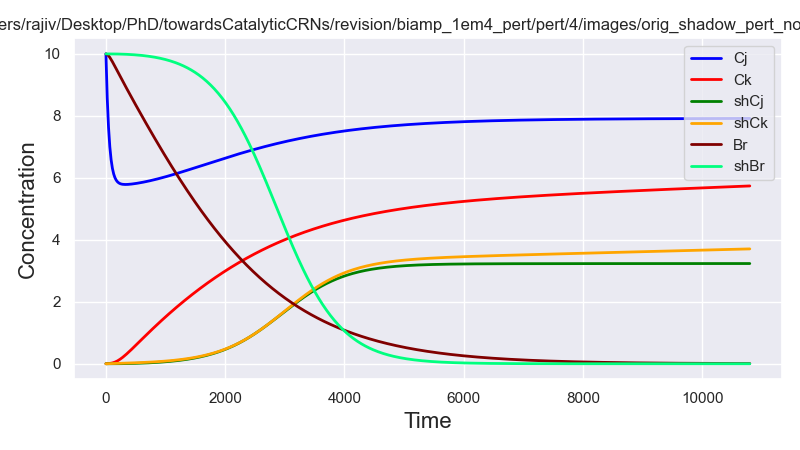 ers/rajiv/Desktop/PhD/towardsCatalyticCRNs/revision/biamp_1em4_pert/pert/4/images/orig_shadow_pert_no
10
8
6
4
2
0
Concentration
Cj
Ck
shCj
shCk
Br
shBr
0 2000 4000 6000 8000 10000
Time